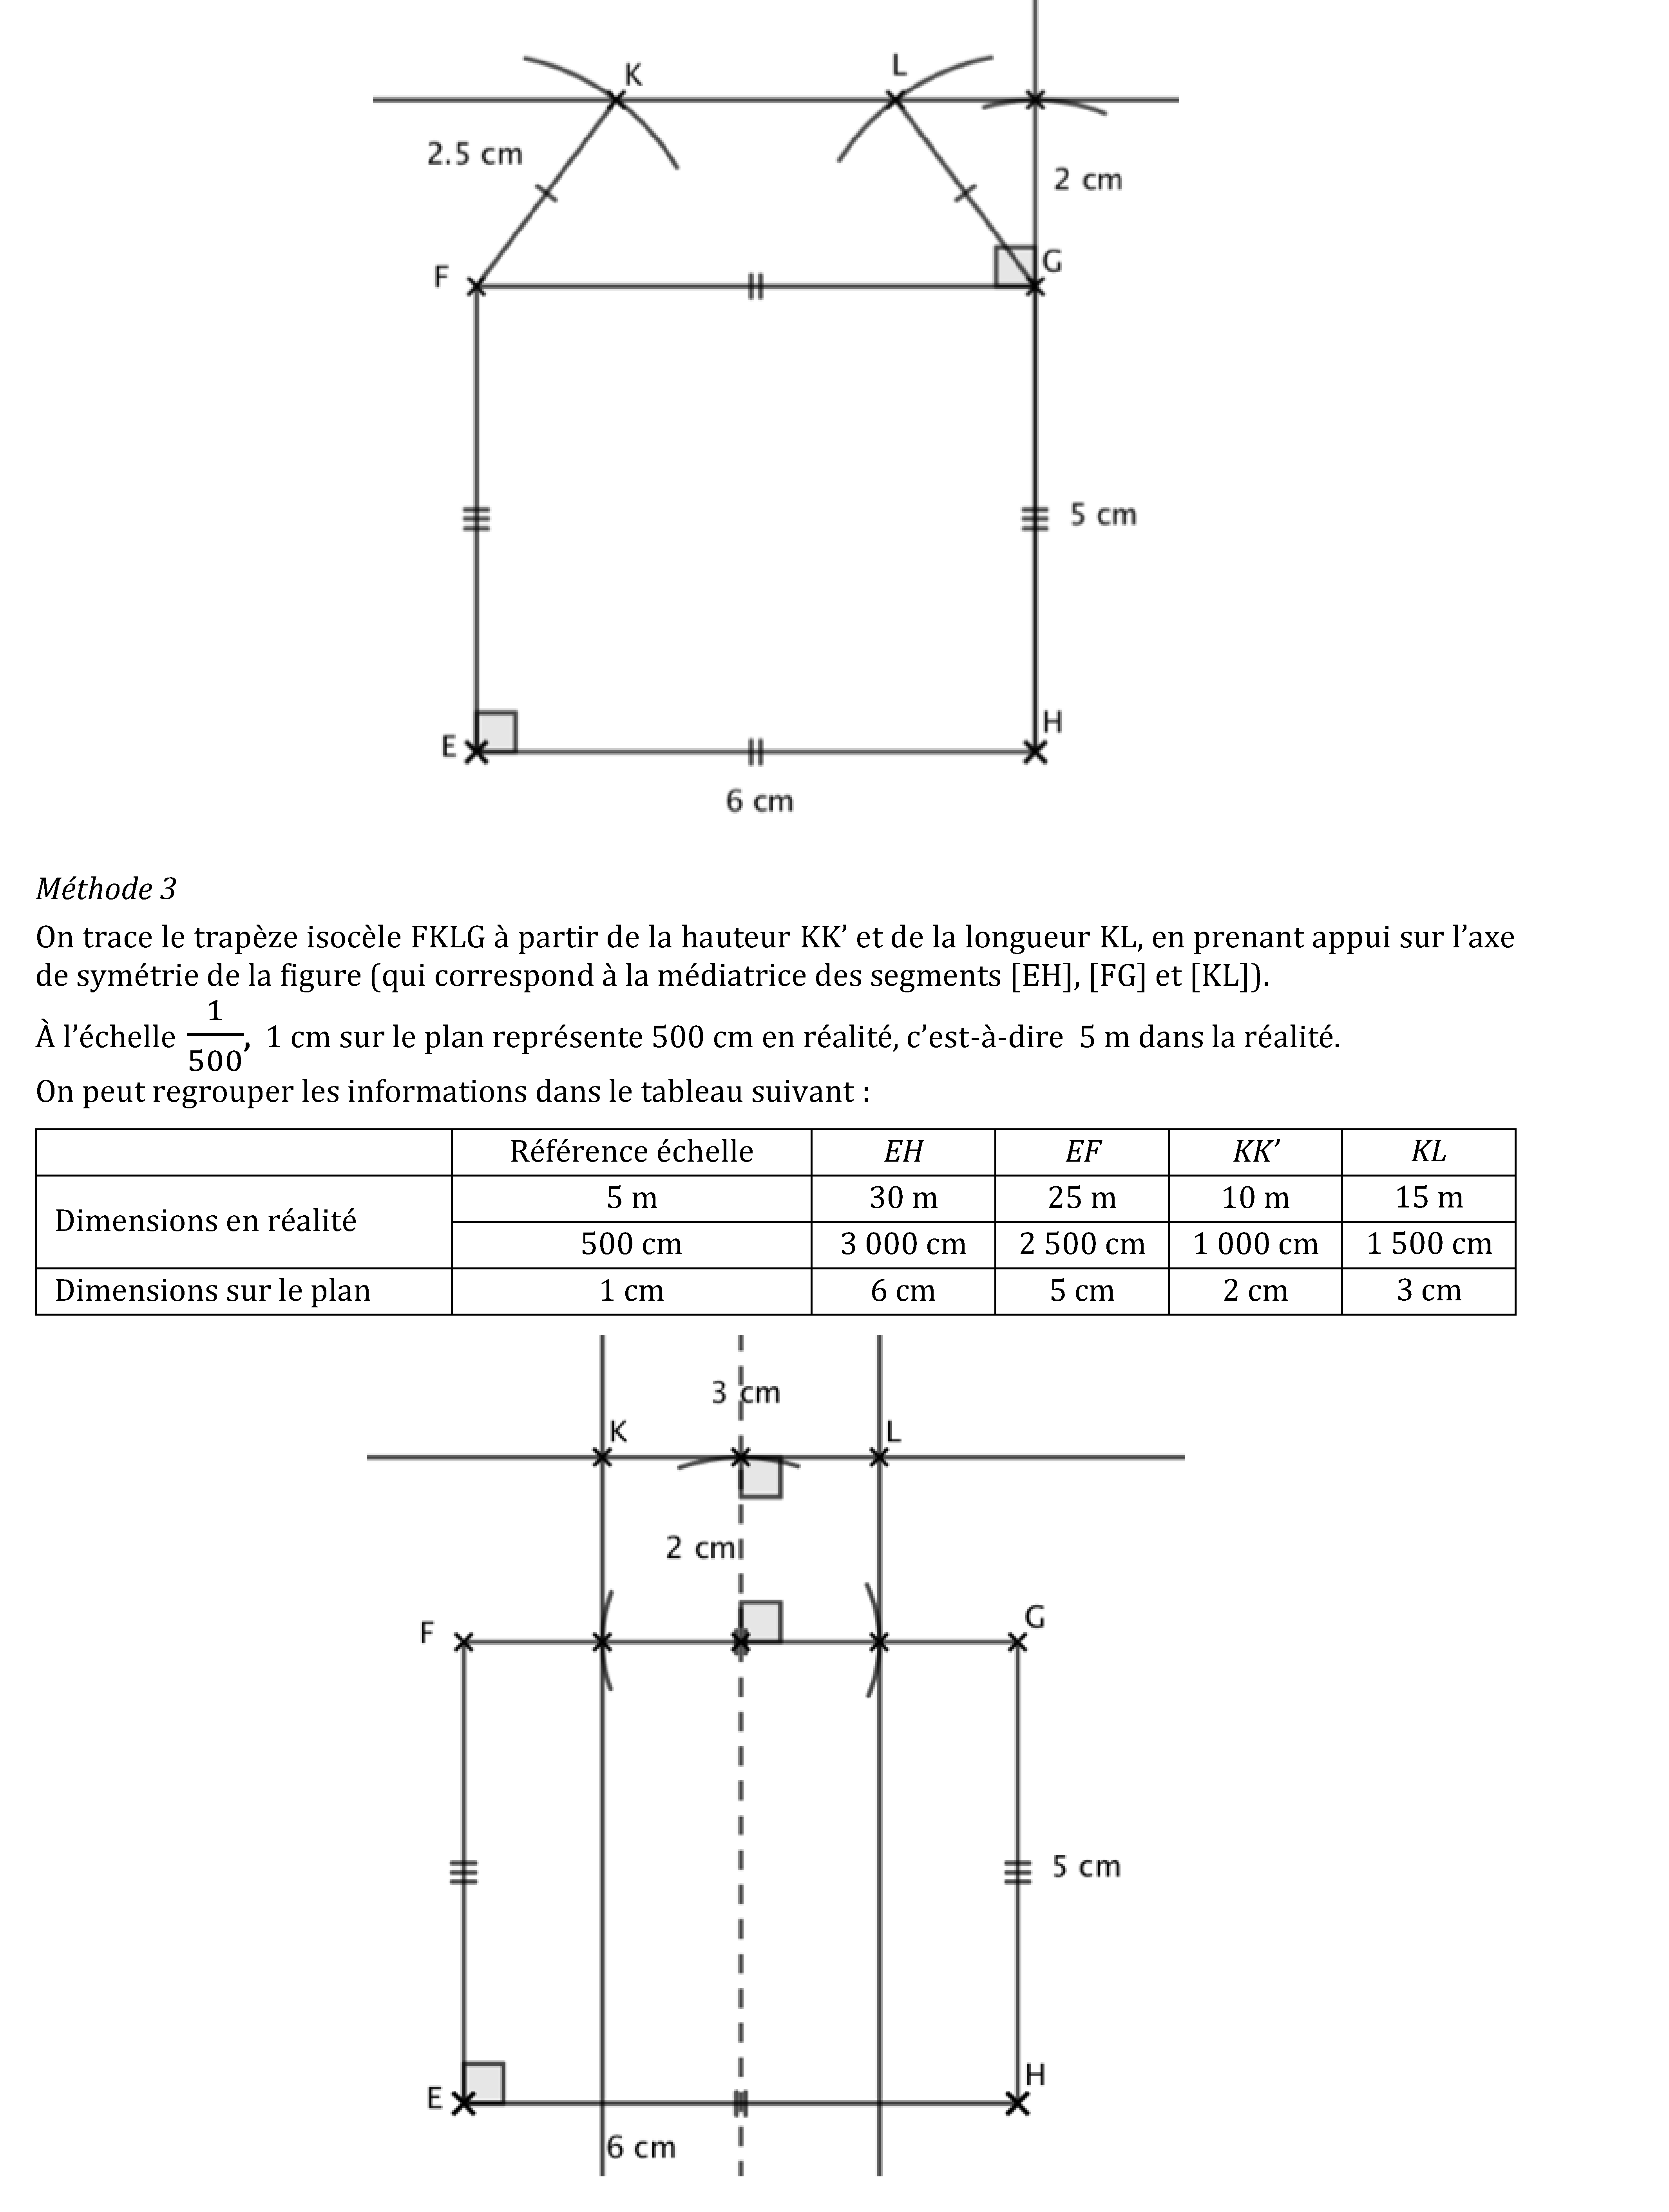 K
L
2.5 cm
2 cm
F
G
5 cm
E
H
6 cm
Méthode 3
On trace le trapèze isocèle FKLG à partir de la hauteur KK’ et de la longueur KL, en prenant appui sur l’axe
de symétrie de la figure (qui correspond à la médiatrice des segments [EH], [FG] et [KL]).
À l’échelle 1/500, 1 cm sur le plan représente 500 cm en réalité, c’est-à-dire 5 m dans la réalité.
On peut regrouper les informations dans le tableau suivant :
Référence échelle EH EF KK’ KL
Dimensions en réalité 5 m 30 m 25 m 10 m 15 m
500 cm 3 000 cm 2 500 cm 1 000 cm 1 500 cm
Dimensions sur le plan 1 cm 6 cm 5 cm 2 cm 3 cm
3 cm
K
L
2 cm
F
G
5 cm
E
H
6 cm